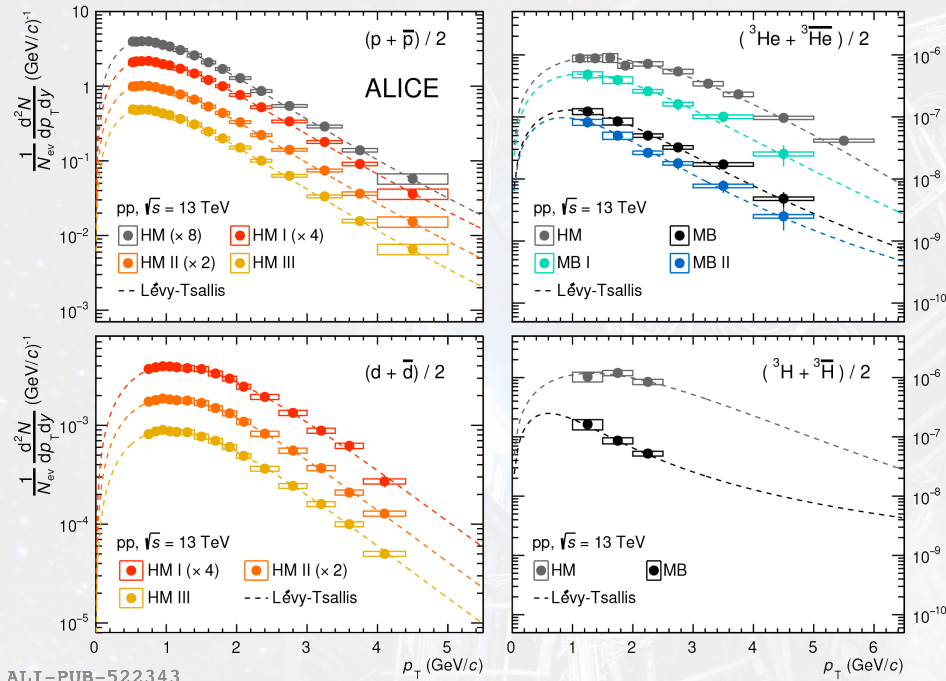 (p + p̅) / 2
ALICE
1/N_ev d²N/dp_T dy (GeV/c)⁻¹
10
1
10⁻¹
10⁻²
10⁻³
pp, √s = 13 TeV
HM (× 8)
HM I (× 4)
HM II (× 2)
HM III
Lévy-Tsallis
(³He + ³H̅e̅) / 2
10⁻⁶
10⁻⁷
10⁻⁸
10⁻⁹
10⁻¹⁰
pp, √s = 13 TeV
HM
MB
MB I
MB II
Lévy-Tsallis
(d + d̅) / 2
1/N_ev d²N/dp_T dy (GeV/c)⁻¹
10⁻³
10⁻⁴
10⁻⁵
pp, √s = 13 TeV
HM I (× 4)
HM II (× 2)
HM III
Lévy-Tsallis
0 1 2 3 4 5
p_T (GeV/c)
(³H + ³H̅) / 2
10⁻⁶
10⁻⁷
10⁻⁸
10⁻⁹
10⁻¹⁰
pp, √s = 13 TeV
HM
MB
Lévy-Tsallis
0 1 2 3 4 5 6
p_T (GeV/c)
ALI-PUB-522343